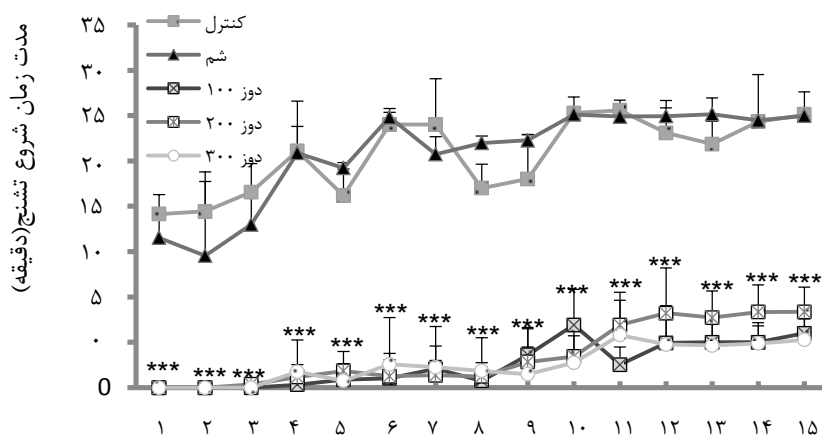 مدت زمان شروع تشنج(دقیقه)
۳۵
۳۰
۲۵
۲۰
۱۵
۱۰
۵
۰
0
کنترل
شم
دوز ۱۰۰
دوز ۲۰۰
دوز ۳۰۰
*** *** *** *** *** *** *** *** *** *** *** *** *** *** ***
۱ ۲ ۳ ۴ ۵ ۶ ۷ ۸ ۹ ۱۰ ۱۱ ۱۲ ۱۳ ۱۴ ۱۵